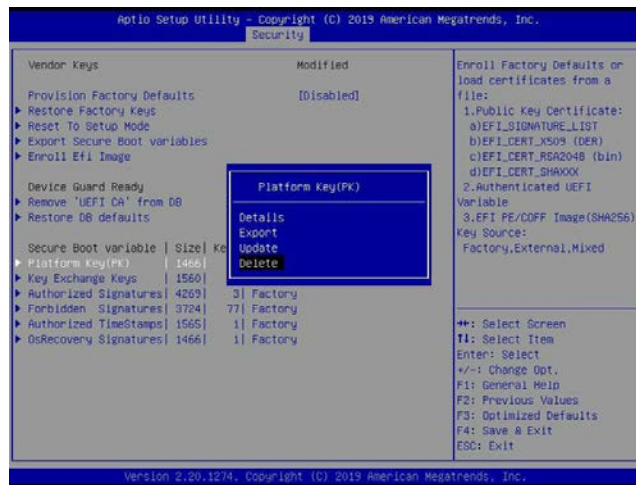 Aptio Setup Utility – Copyright (C) 2019 American Megatrends, Inc.
Security
Vendor Keys Modified
Provision Factory Defaults [Disabled]
Restore Factory Keys
Reset To Setup Mode
Export Secure Boot variables
Enroll Efi Image
Device Guard Ready
Remove 'UEFI CA' from DB
Restore DB defaults
Secure Boot variable | Size| Ke
Platform Key(PK) | 1466|
Key Exchange Keys | 1560|
Authorized Signatures| 4269| 3| Factory
Forbidden Signatures| 3724| 77| Factory
Authorized TimeStamps| 1565| 1| Factory
OsRecovery Signatures| 1466| 1| Factory
Platform Key(PK)
Details
Export
Update
Delete
Enroll Factory Defaults or
load certificates from a
file:
1.Public Key Certificate:
a)EFI_SIGNATURE_LIST
b)EFI_CERT_X509 (DER)
c)EFI_CERT_RSA2048 (bin)
d)EFI_CERT_SHAXXX
2.Authenticated UEFI
Variable
3.EFI PE/COFF Image(SHA256)
Key Source:
Factory,External,Mixed
→←: Select Screen
↑↓: Select Item
Enter: Select
+/-: Change Opt.
F1: General Help
F2: Previous Values
F3: Optimized Defaults
F4: Save & Exit
ESC: Exit
Version 2.20.1274. Copyright (C) 2019 American Megatrends, Inc.